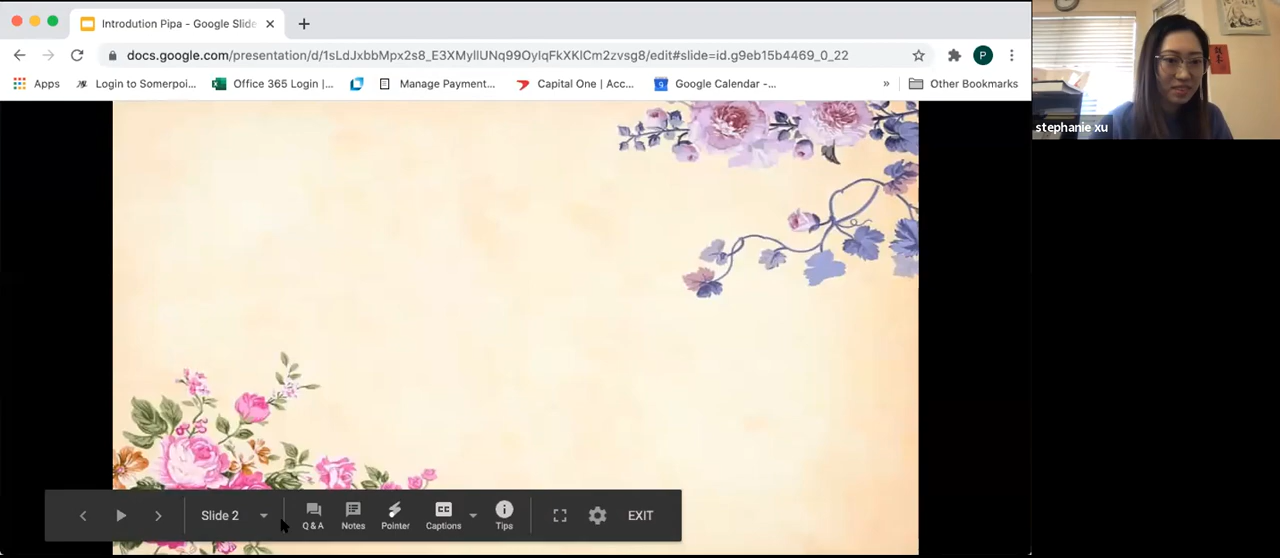 Introdution Pipa - Google Slide
docs.google.com/presentation/d/1sLdJxbbMpx2s8_E3XMyllUNq99OylqFkXKlCm2zvsg8/edit#slide=id.g9eb15b4469_0_22
P
Apps
Login to Somerpoi...
Office 365 Login |...
Manage Payment...
Capital One | Acc...
Google Calendar -...
»
Other Bookmarks
stephanie xu
Slide 2
Q & A
Notes
Pointer
CC
Captions
Tips
EXIT